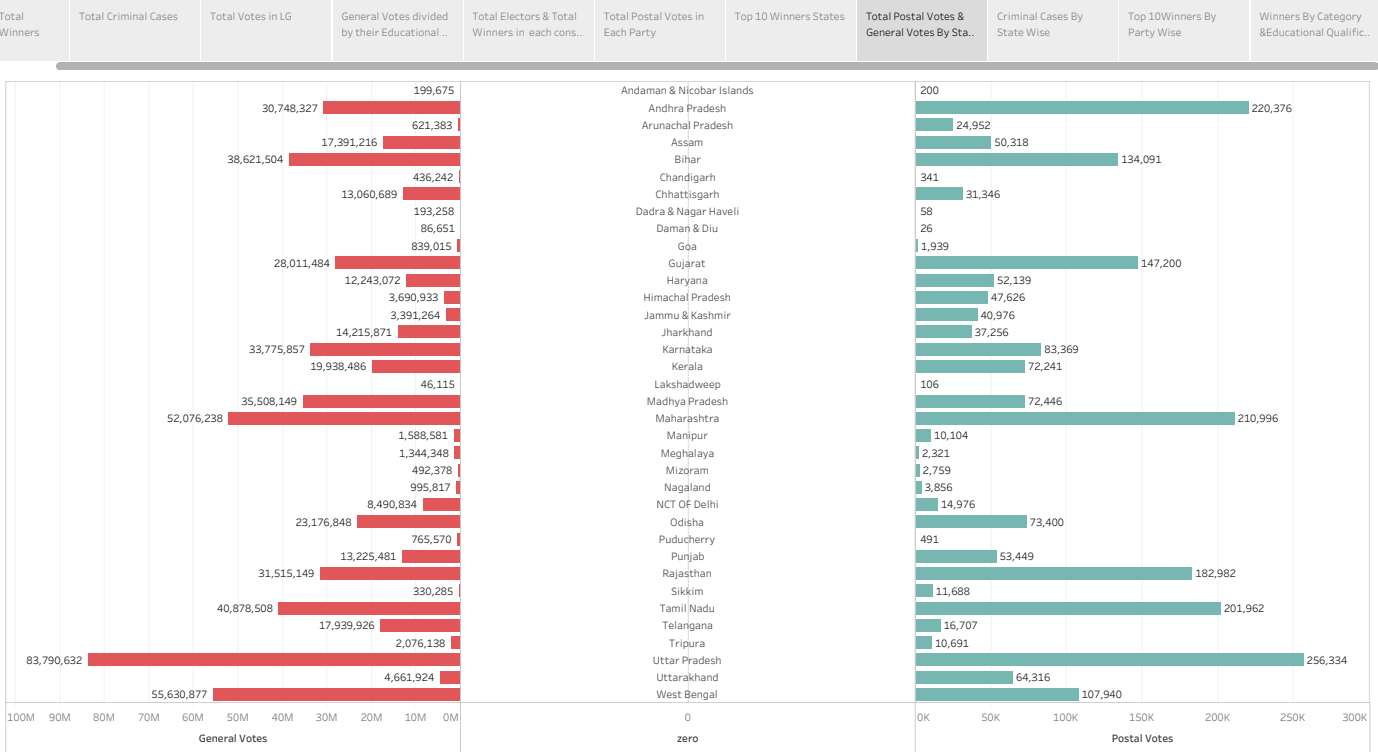 Total
Winners
Total Criminal Cases
Total Votes in LG
General Votes divided
by their Educational ..
Total Electors & Total
Winners in each cons..
Total Postal Votes in
Each Party
Top 10 Winners States
Total Postal Votes &
General Votes By Sta..
Criminal Cases By
State Wise
Top 10Winners By
Party Wise
Winners By Category
&Educational Qualific..
199,675 Andaman & Nicobar Islands 200
30,748,327 Andhra Pradesh 220,376
621,383 Arunachal Pradesh 24,952
17,391,216 Assam 50,318
38,621,504 Bihar 134,091
436,242 Chandigarh 341
13,060,689 Chhattisgarh 31,346
193,258 Dadra & Nagar Haveli 58
86,651 Daman & Diu 26
839,015 Goa 1,939
28,011,484 Gujarat 147,200
12,243,072 Haryana 52,139
3,690,933 Himachal Pradesh 47,626
3,391,264 Jammu & Kashmir 40,976
14,215,871 Jharkhand 37,256
33,775,857 Karnataka 83,369
19,938,486 Kerala 72,241
46,115 Lakshadweep 106
35,508,149 Madhya Pradesh 72,446
52,076,238 Maharashtra 210,996
1,588,581 Manipur 10,104
1,344,348 Meghalaya 2,321
492,378 Mizoram 2,759
995,817 Nagaland 3,856
8,490,834 NCT OF Delhi 14,976
23,176,848 Odisha 73,400
765,570 Puducherry 491
13,225,481 Punjab 53,449
31,515,149 Rajasthan 182,982
330,285 Sikkim 11,688
40,878,508 Tamil Nadu 201,962
17,939,926 Telangana 16,707
2,076,138 Tripura 10,691
83,790,632 Uttar Pradesh 256,334
4,661,924 Uttarakhand 64,316
55,630,877 West Bengal 107,940
100M 90M 80M 70M 60M 50M 40M 30M 20M 10M 0M 0 0K 50K 100K 150K 200K 250K 300K
General Votes zero Postal Votes